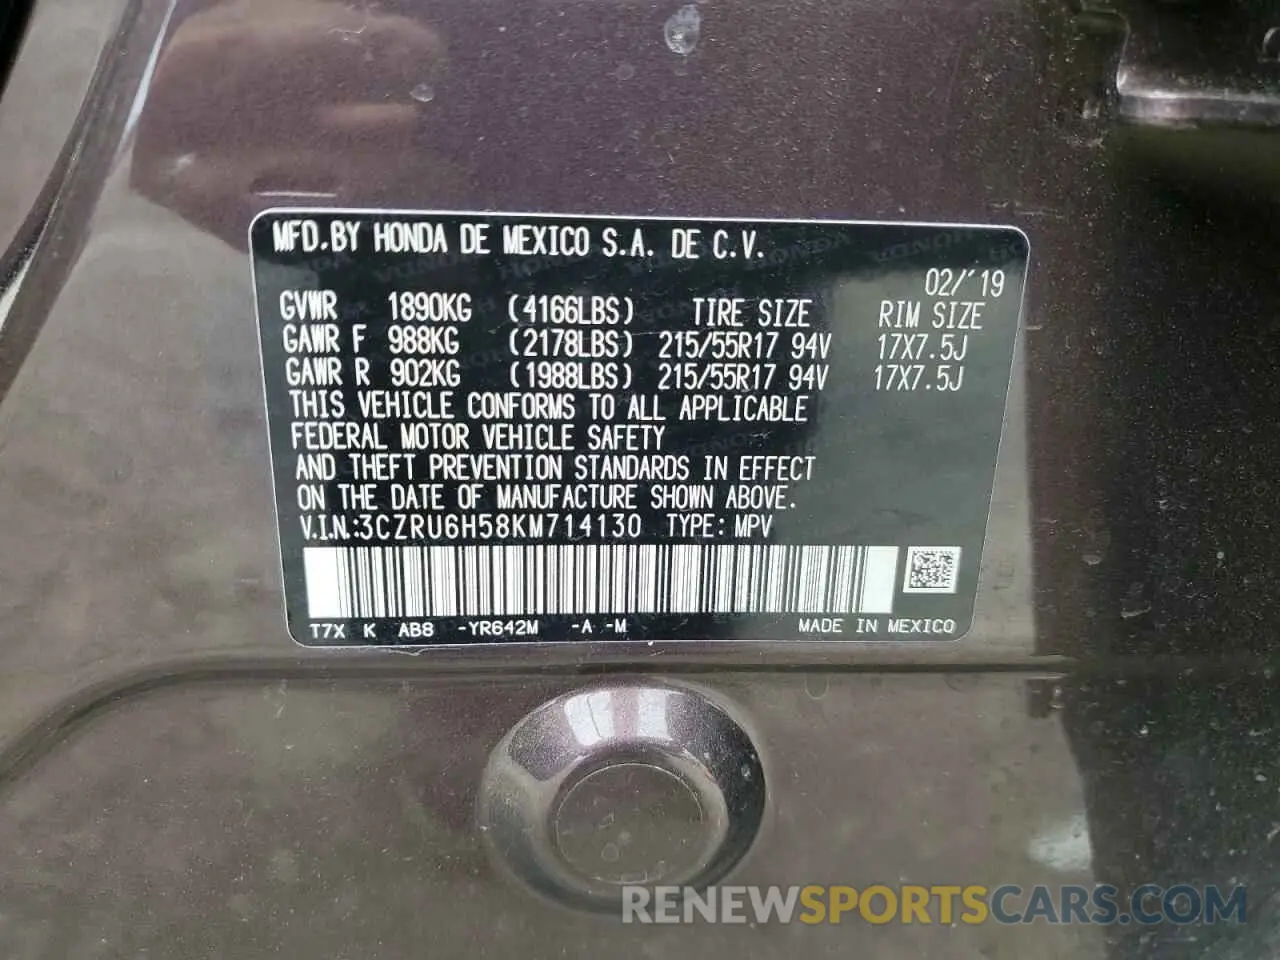 MFD.BY HONDA DE MEXICO S.A. DE C.V.
02/'19
GVWR 1890KG (4166LBS) TIRE SIZE RIM SIZE
GAWR F 988KG (2178LBS) 215/55R17 94V 17X7.5J
GAWR R 902KG (1988LBS) 215/55R17 94V 17X7.5J
THIS VEHICLE CONFORMS TO ALL APPLICABLE
FEDERAL MOTOR VEHICLE SAFETY
AND THEFT PREVENTION STANDARDS IN EFFECT
ON THE DATE OF MANUFACTURE SHOWN ABOVE.
V.I.N.:3CZRU6H58KM714130 TYPE: MPV
T7X K AB8 -YR642M -A -M MADE IN MEXICO
RENEWSPORTSCARS.COM